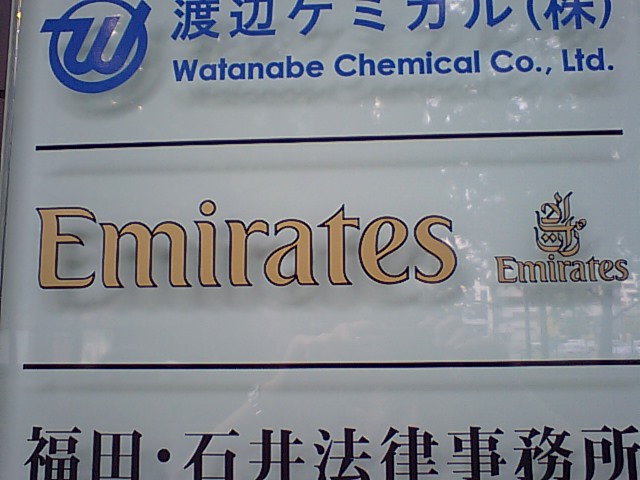 渡辺ケミカル(株)
Watanabe Chemical Co., Ltd.
Emirates Emirates
福田・石井法律事務所